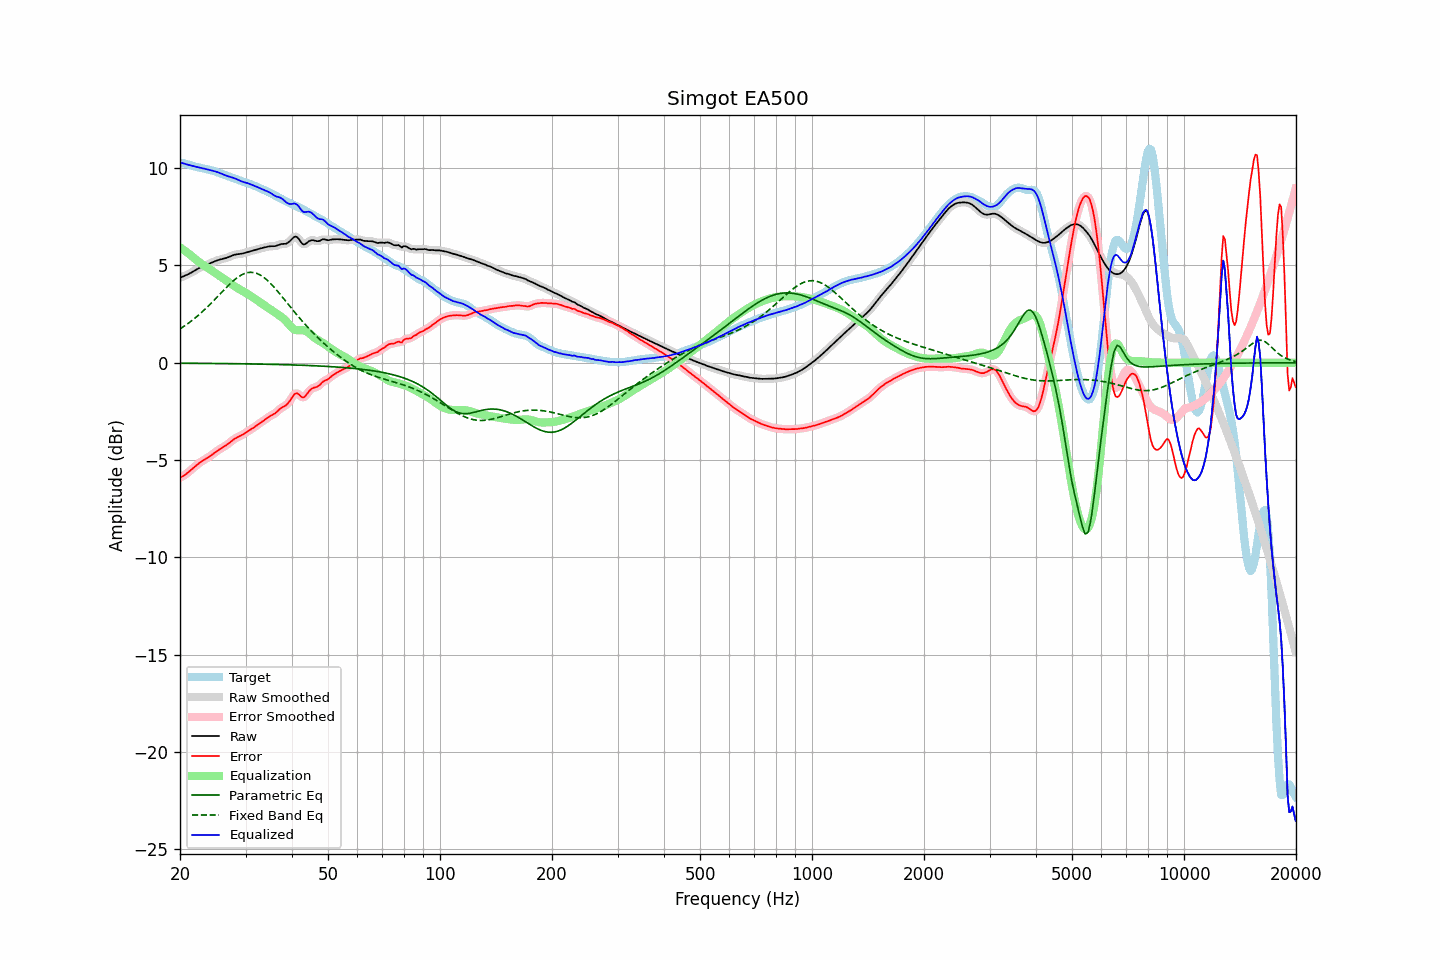 Simgot EA500
Amplitude (dBr)
10
5
0
−5
−10
−15
−20
−25
Target
Raw Smoothed
Error Smoothed
Raw
Error
Equalization
Parametric Eq
Fixed Band Eq
Equalized
20 50 100 200 500 1000 2000 5000 10000 20000
Frequency (Hz)